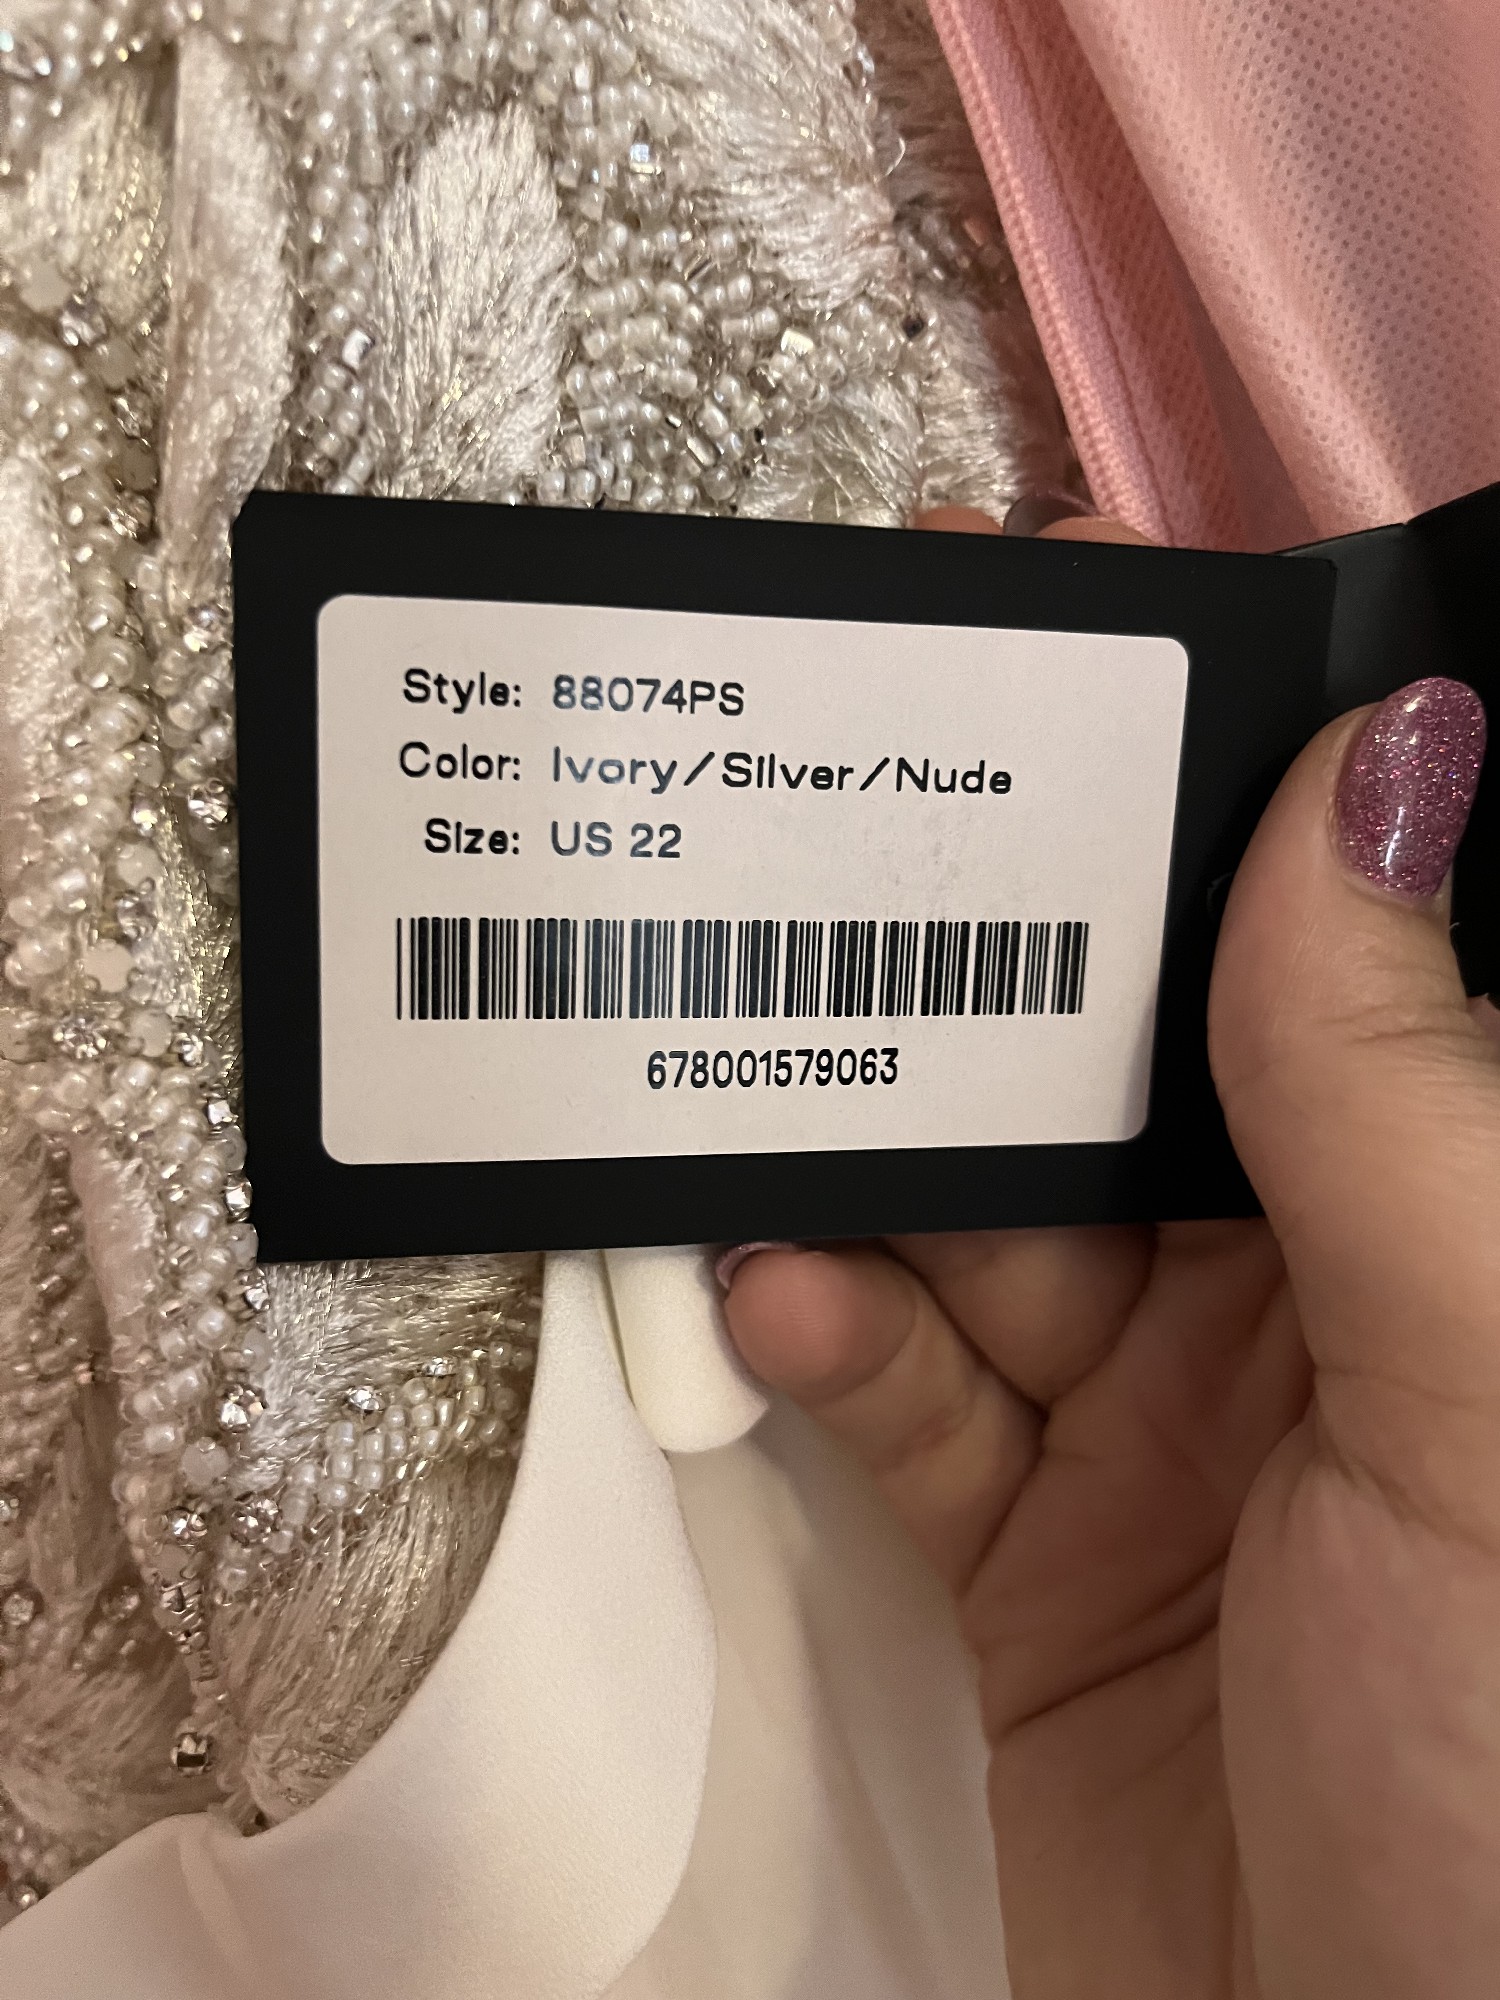 Style: 88074PS
Color: Ivory/Silver/Nude
Size: US 22
678001579063